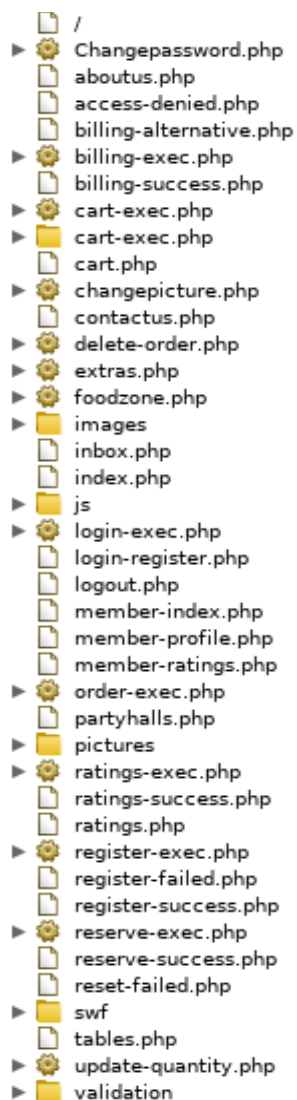 /
Changepassword.php
aboutus.php
access-denied.php
billing-alternative.php
billing-exec.php
billing-success.php
cart-exec.php
cart-exec.php
cart.php
changepicture.php
contactus.php
delete-order.php
extras.php
foodzone.php
images
inbox.php
index.php
js
login-exec.php
login-register.php
logout.php
member-index.php
member-profile.php
member-ratings.php
order-exec.php
partyhalls.php
pictures
ratings-exec.php
ratings-success.php
ratings.php
register-exec.php
register-failed.php
register-success.php
reserve-exec.php
reserve-success.php
reset-failed.php
swf
tables.php
update-quantity.php
validation